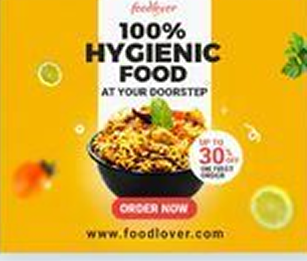 foodlover
100%
HYGIENIC
FOOD
AT YOUR DOORSTEP
UP TO
30% OFF
ON FIRST
ORDER
ORDER NOW
www.foodlover.com